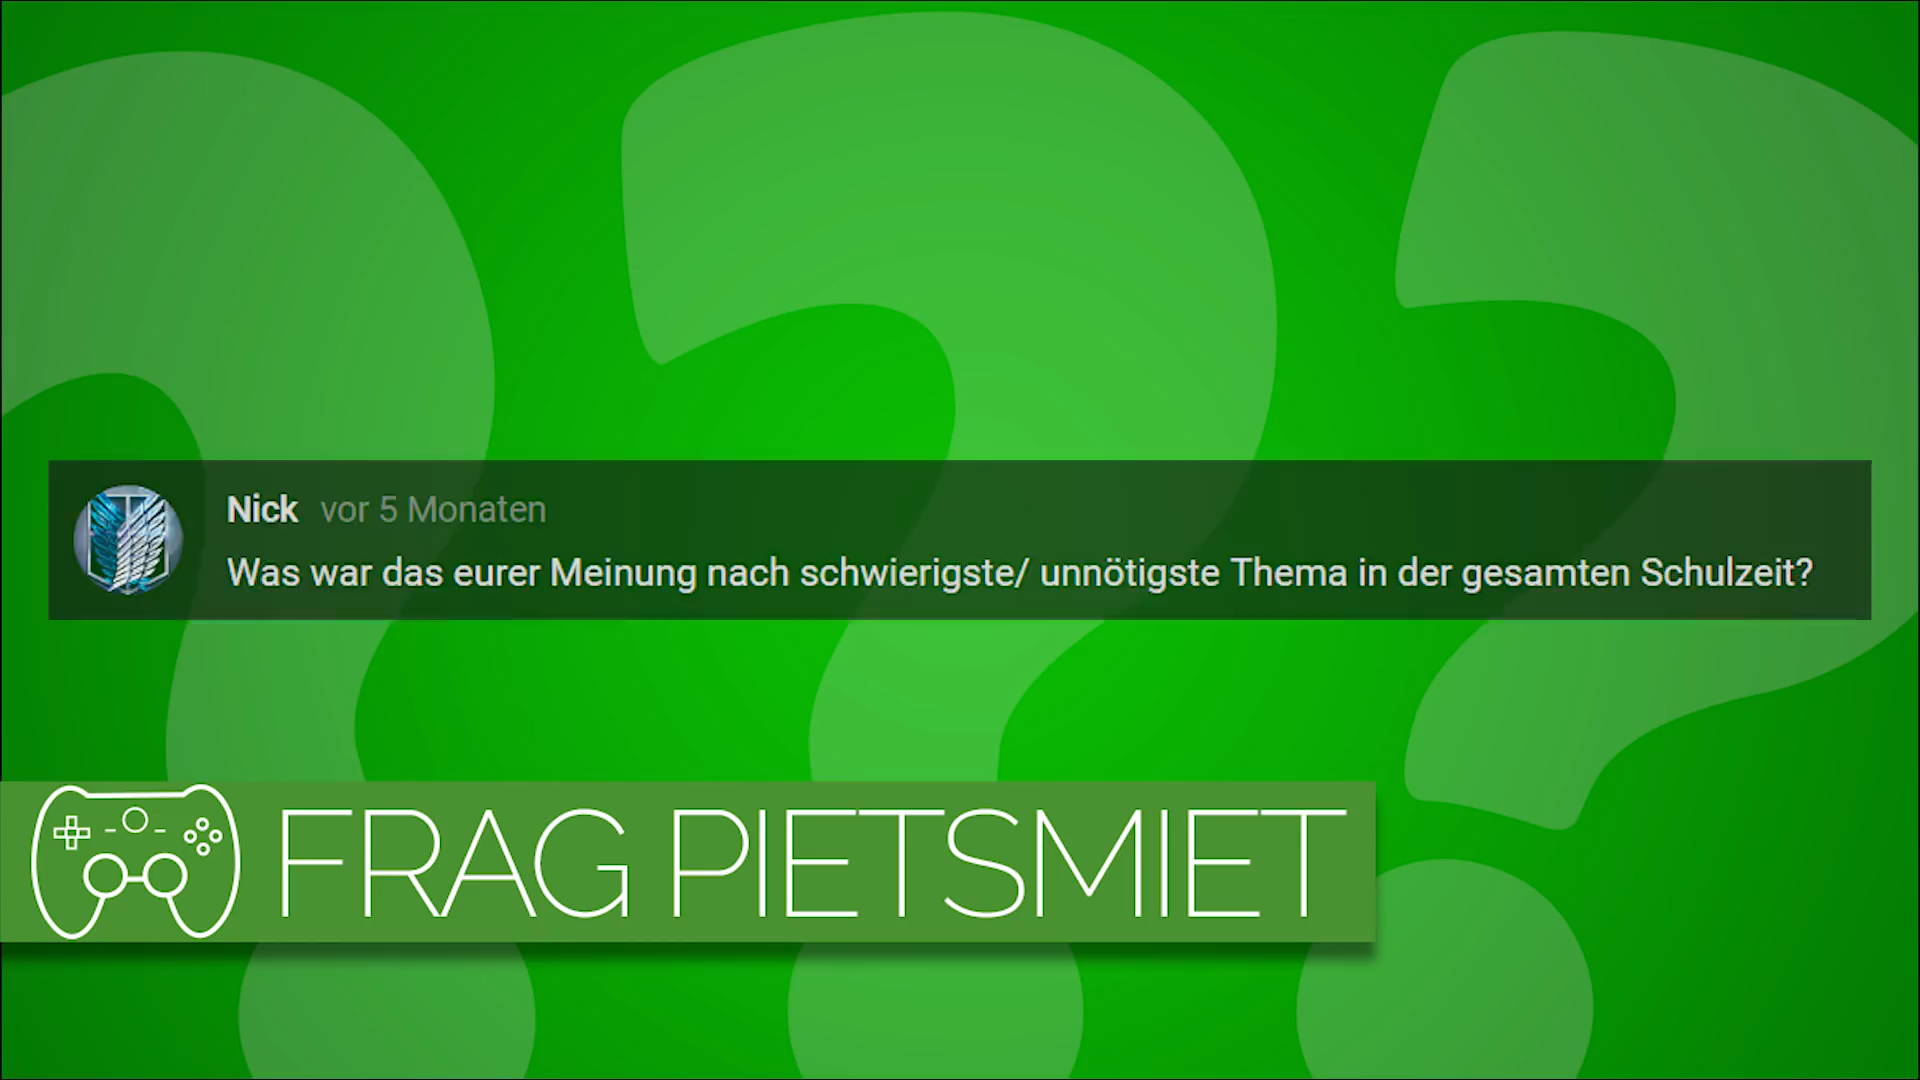 Nick vor 5 Monaten
Was war das eurer Meinung nach schwierigste/ unnötigste Thema in der gesamten Schulzeit?
FRAG PIETSMIET